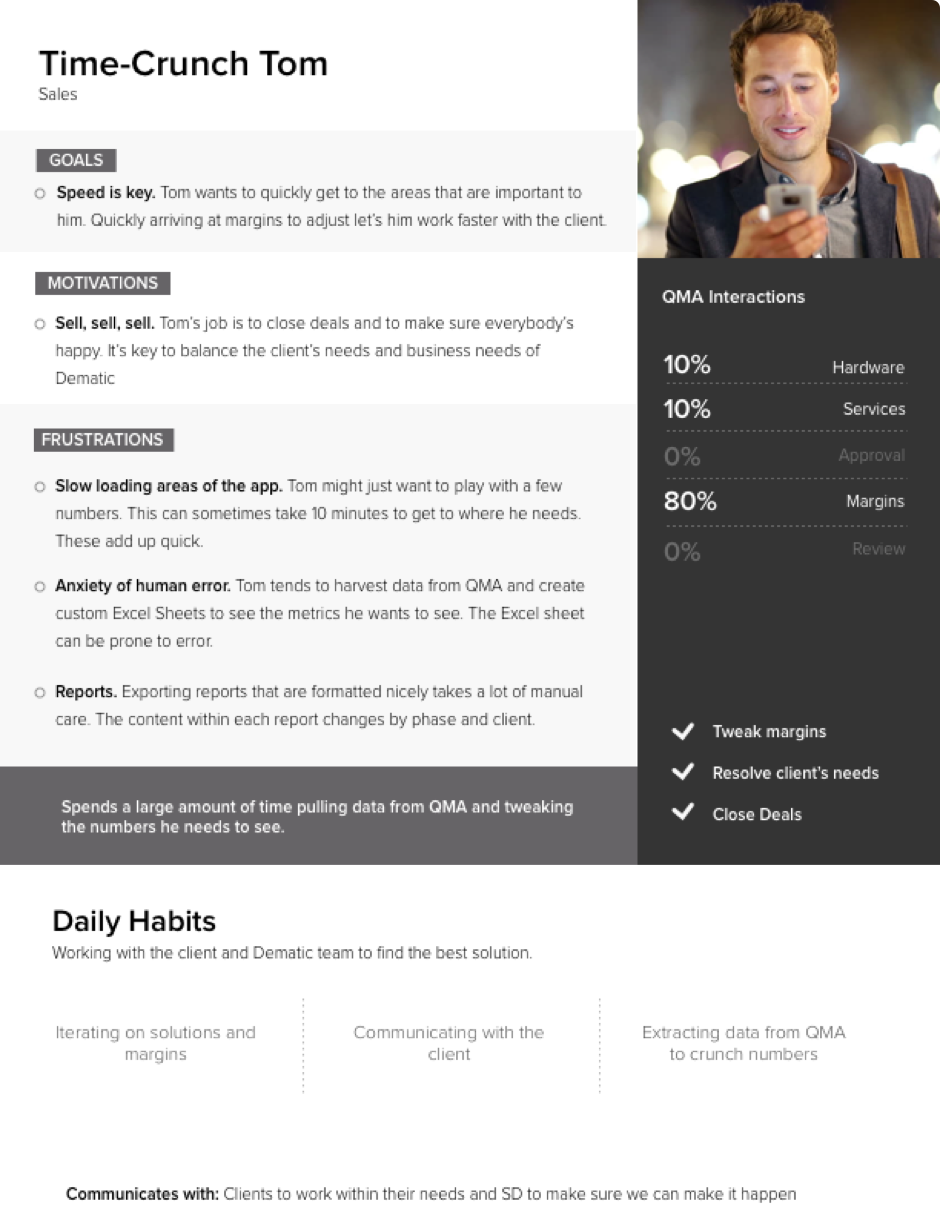 Time-Crunch Tom
Sales
GOALS
Speed is key. Tom wants to quickly get to the areas that are important to
him. Quickly arriving at margins to adjust let's him work faster with the client.
MOTIVATIONS
Sell, sell, sell. Tom's job is to close deals and to make sure everybody's
happy. It's key to balance the client's needs and business needs of
Dematic
FRUSTRATIONS
Slow loading areas of the app. Tom might just want to play with a few
numbers. This can sometimes take 10 minutes to get to where he needs.
These add up quick.
Anxiety of human error. Tom tends to harvest data from QMA and create
custom Excel Sheets to see the metrics he wants to see. The Excel sheet
can be prone to error.
Reports. Exporting reports that are formatted nicely takes a lot of manual
care. The content within each report changes by phase and client.
Spends a large amount of time pulling data from QMA and tweaking
the numbers he needs to see.
QMA Interactions
10% Hardware
10% Services
0% Approval
80% Margins
0% Review
Tweak margins
Resolve client's needs
Close Deals
Daily Habits
Working with the client and Dematic team to find the best solution.
Iterating on solutions and
margins
Communicating with the
client
Extracting data from QMA
to crunch numbers
Communicates with: Clients to work within their needs and SD to make sure we can make it happen